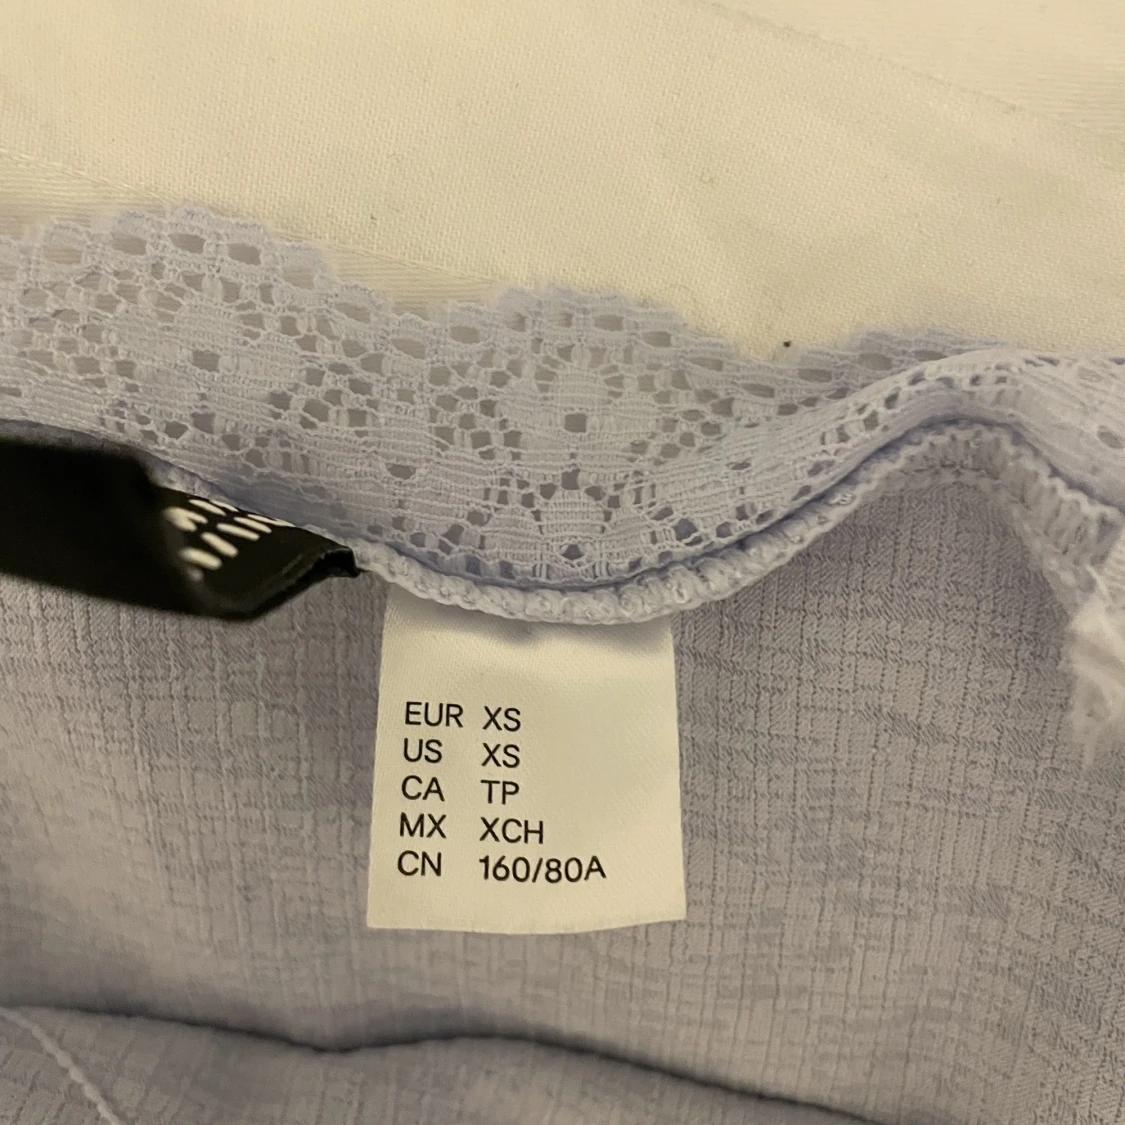 EUR XS
US XS
CA TP
MX XCH
CN 160/80A